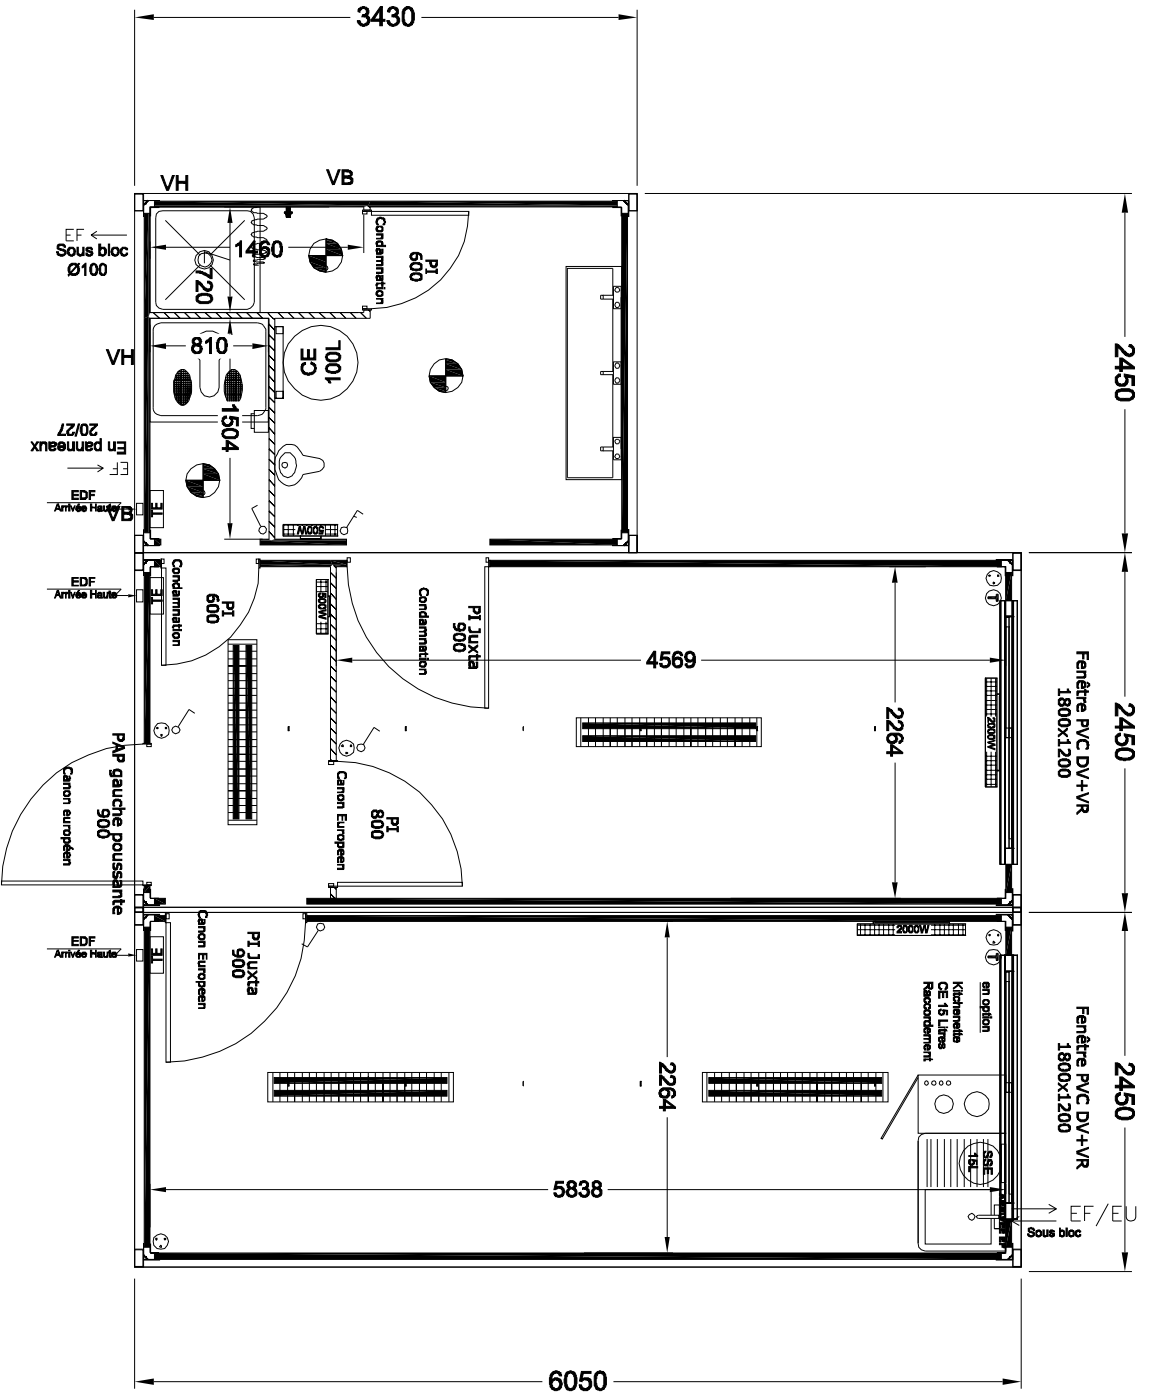 3430
VH
VB
EF
Sous bloc
Ø100
1460
720
Condamnation
PI
600
VH
810
1504
100L
CE
2450
En panneaux
20/27
EF
EDF
Arrivée Haute
VB
TE
500W
EDF
Arrivée Haute
TE
Condamnation
PI
600
500W
Condamnation
PI Juxta
900
4569
2264
T
2000W
Fenêtre PVC DV+VR
1800x1200
2450
PAP gauche poussante
900
Canon européen
Canon Europeen
PI
800
EDF
Arrivée Haute
TE
Canon Europeen
PI Juxta
900
2000W
T
en option
Kitchenette
CE 15 Litres
Raccordement
Fenêtre PVC DV+VR
1800x1200
2450
2264
SSE
15L
5838
EF/EU
Sous bloc
6050